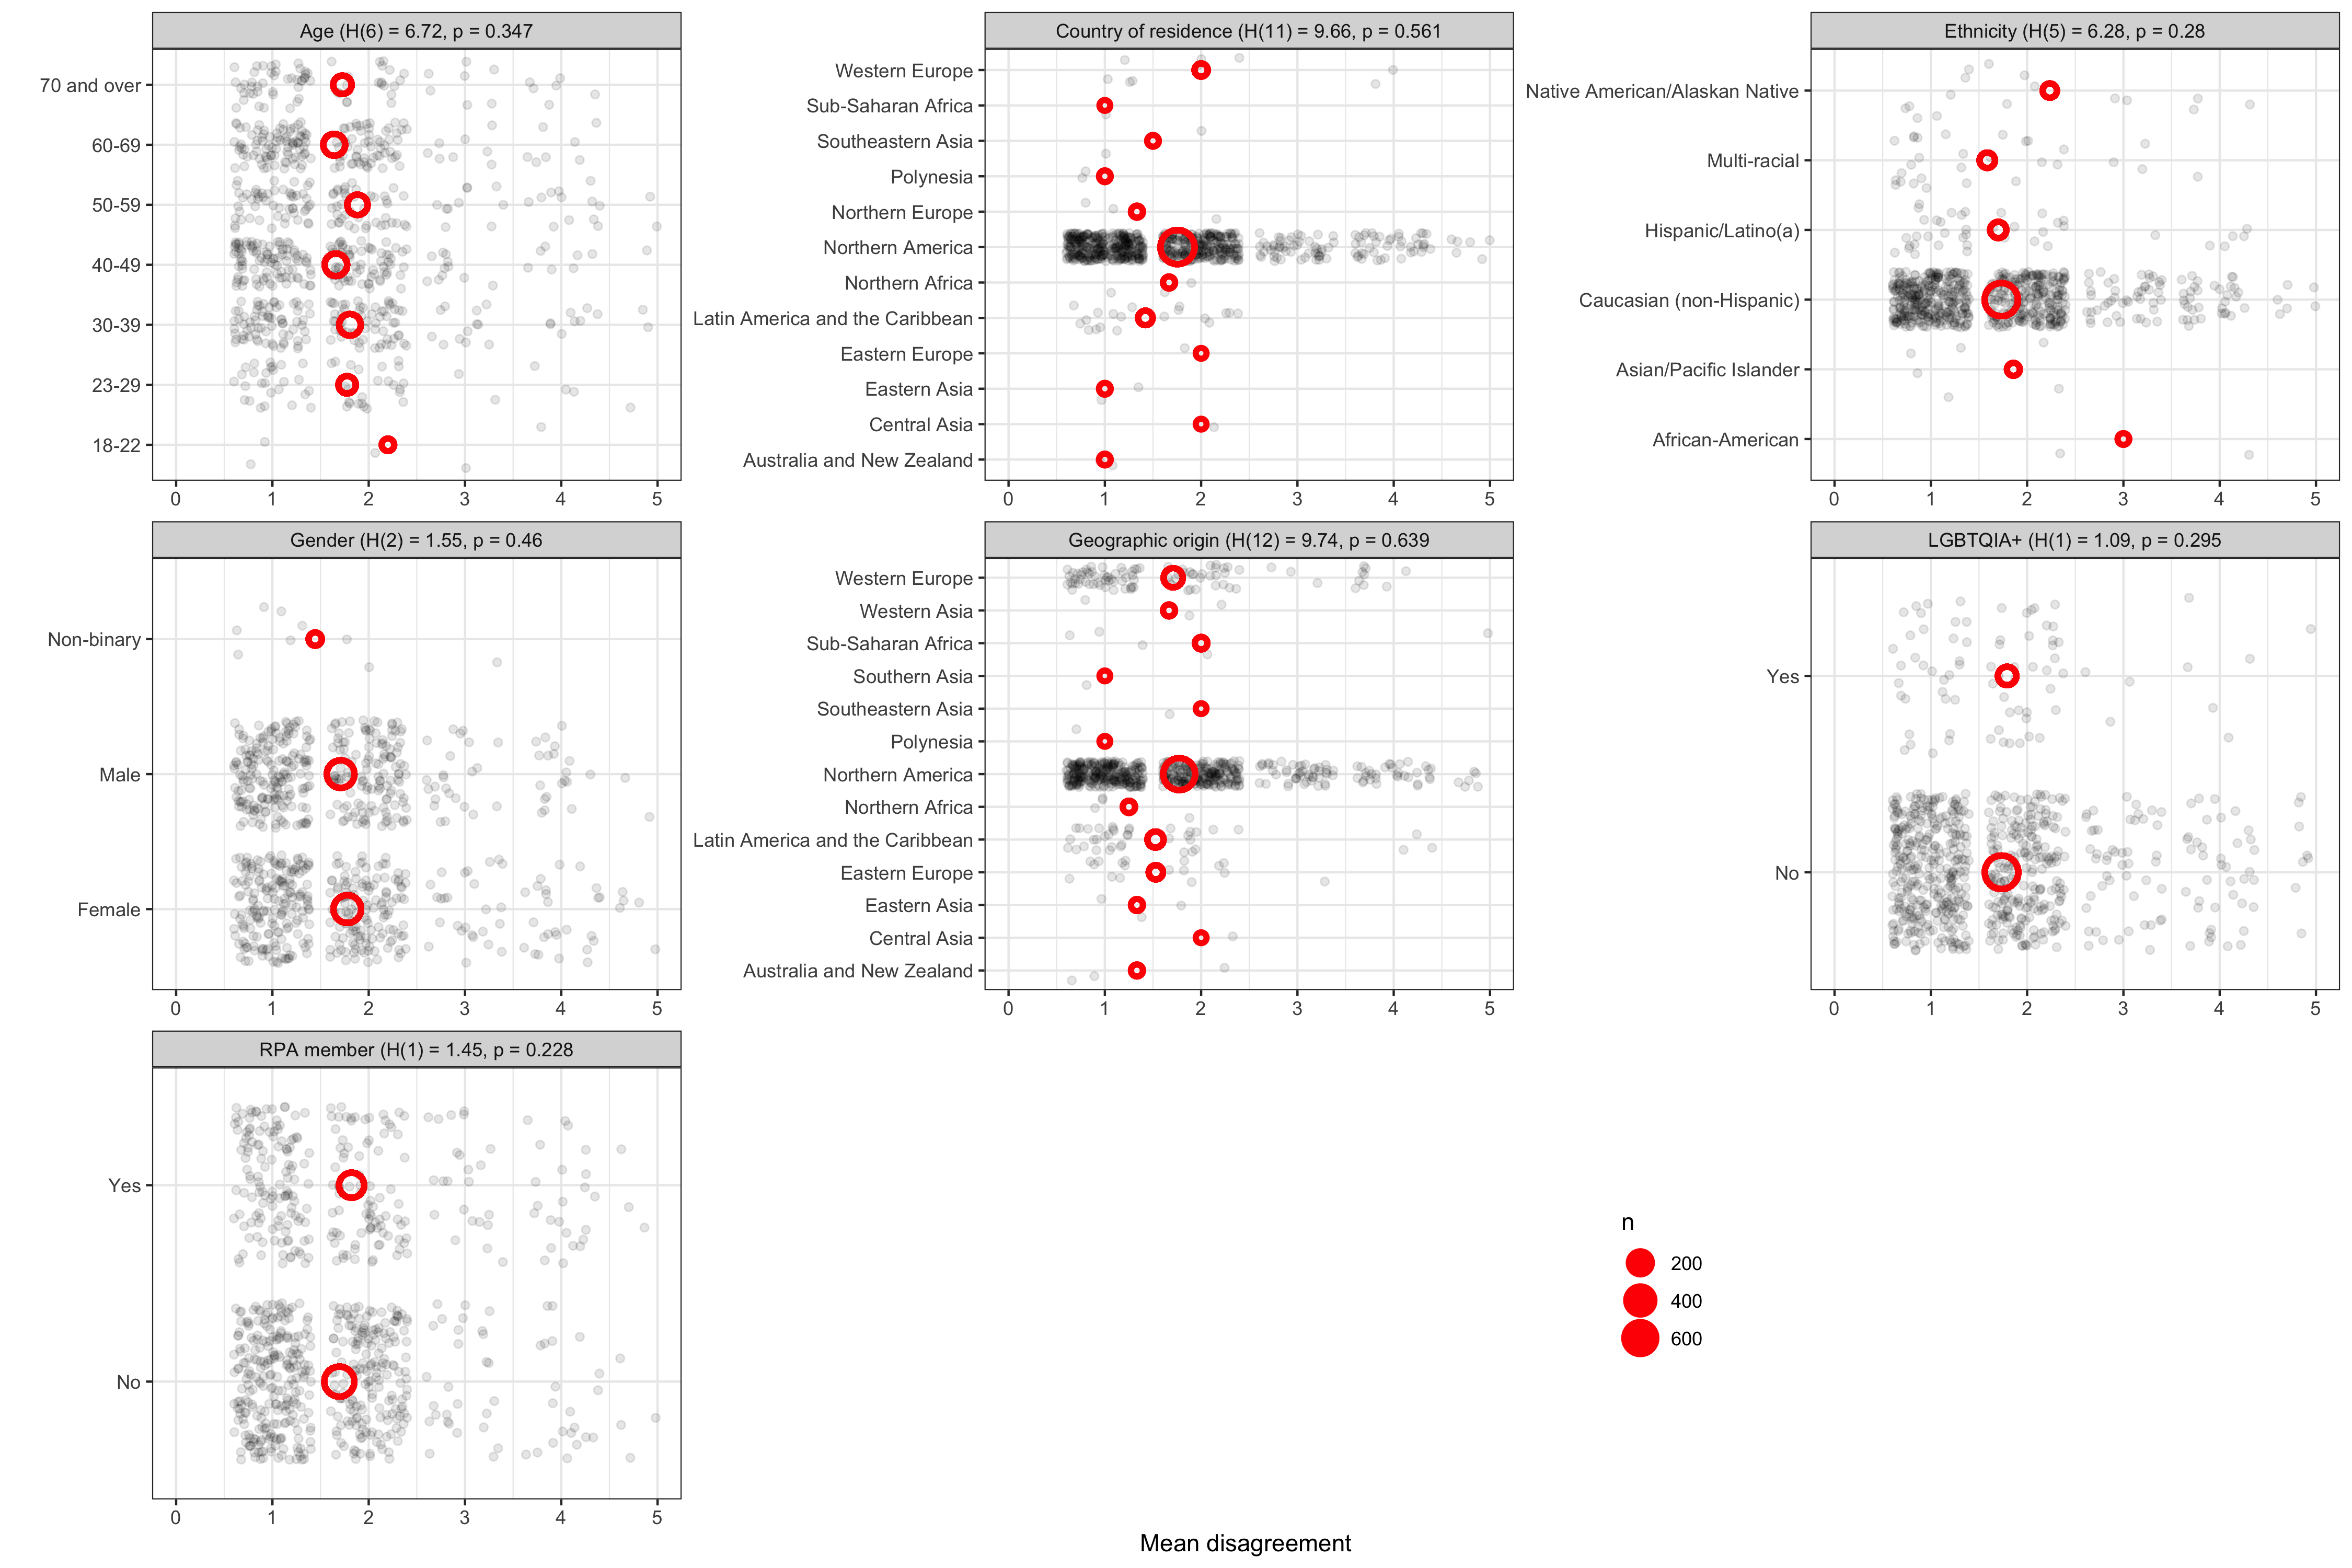 Age (H(6) = 6.72, p = 0.347
70 and over
60-69
50-59
40-49
30-39
23-29
18-22
0 1 2 3 4 5
Country of residence (H(11) = 9.66, p = 0.561
Western Europe
Sub-Saharan Africa
Southeastern Asia
Polynesia
Northern Europe
Northern America
Northern Africa
Latin America and the Caribbean
Eastern Europe
Eastern Asia
Central Asia
Australia and New Zealand
0 1 2 3 4 5
Ethnicity (H(5) = 6.28, p = 0.28
Native American/Alaskan Native
Multi-racial
Hispanic/Latino(a)
Caucasian (non-Hispanic)
Asian/Pacific Islander
African-American
0 1 2 3 4 5
Gender (H(2) = 1.55, p = 0.46
Non-binary
Male
Female
0 1 2 3 4 5
Geographic origin (H(12) = 9.74, p = 0.639
Western Europe
Western Asia
Sub-Saharan Africa
Southern Asia
Southeastern Asia
Polynesia
Northern America
Northern Africa
Latin America and the Caribbean
Eastern Europe
Eastern Asia
Central Asia
Australia and New Zealand
0 1 2 3 4 5
LGBTQIA+ (H(1) = 1.09, p = 0.295
Yes
No
0 1 2 3 4 5
RPA member (H(1) = 1.45, p = 0.228
Yes
No
0 1 2 3 4 5
n
200
400
600
Mean disagreement